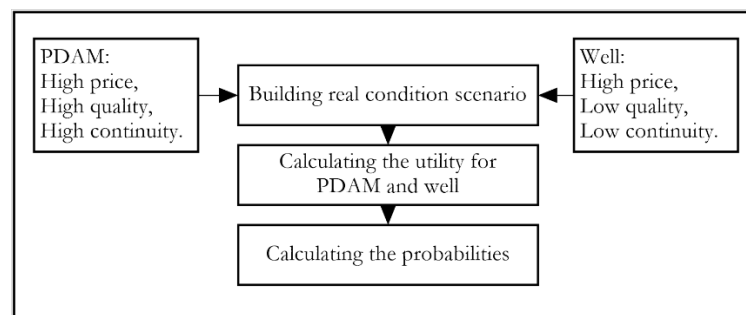 PDAM:
High price,
High quality,
High continuity.
Building real condition scenario
Well:
High price,
Low quality,
Low continuity.
Calculating the utility for
PDAM and well
Calculating the probabilities